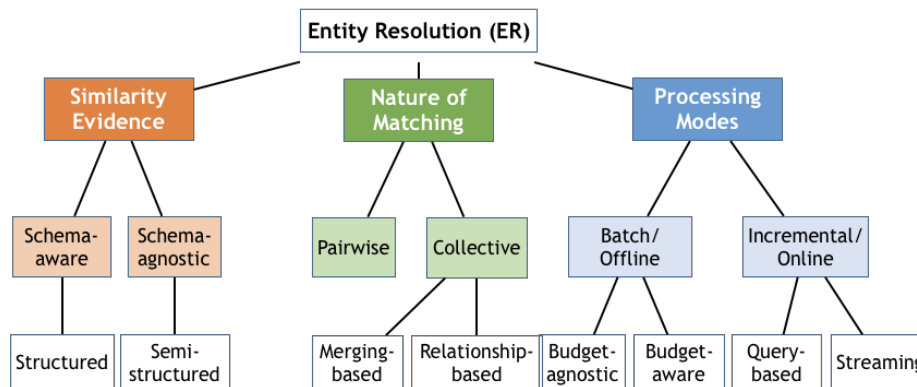 Entity Resolution (ER)
Similarity
Evidence
Nature of
Matching
Processing
Modes
Schema-
aware
Schema-
agnostic
Pairwise
Collective
Batch/
Offline
Incremental/
Online
Structured
Semi-
structured
Merging-
based
Relationship-
based
Budget-
agnostic
Budget-
aware
Query-
based
Streaming